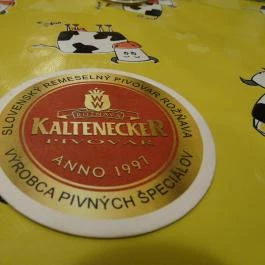 SLOVENSKÝ REMESELNÝ PIVOVAR ROŽŇAVA
W
ROŽŇAVA
KALTENECKER
PIVOVAR
ANNO 1997
VÝROBCA PIVNÝCH ŠPECIÁLOV